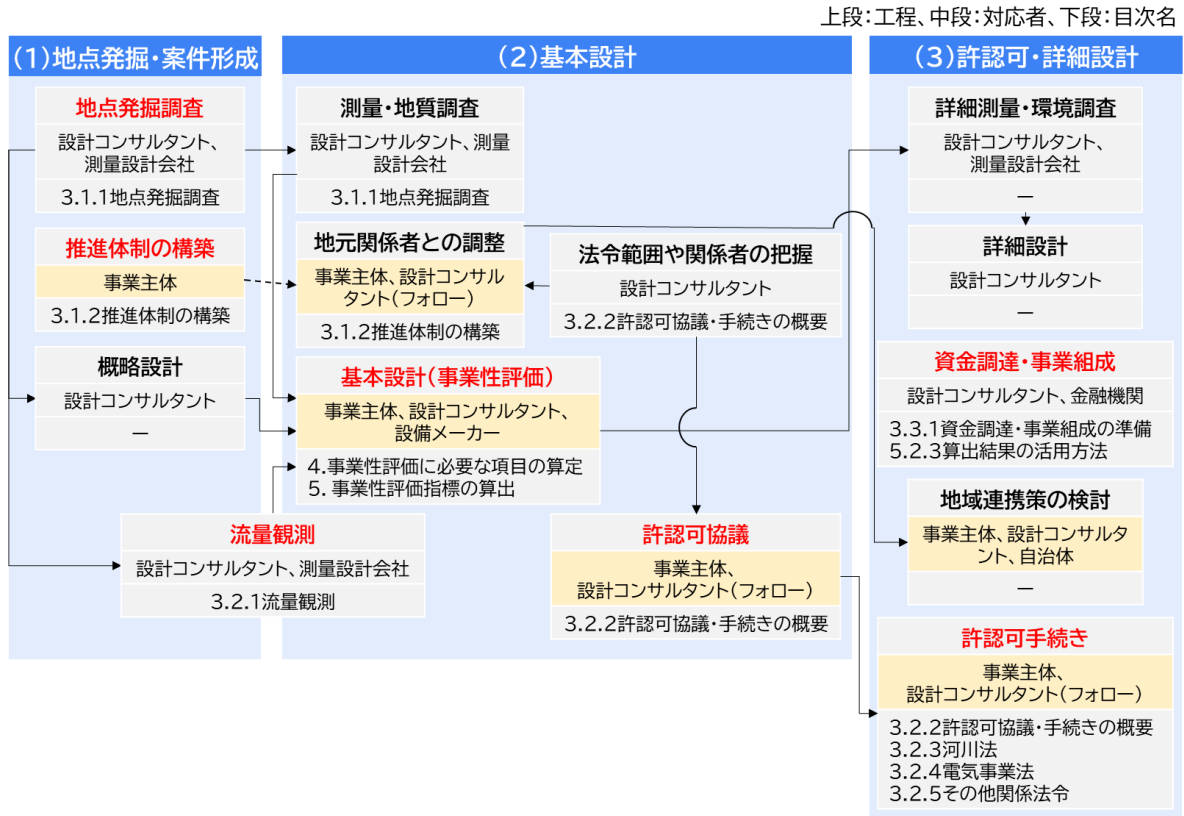 上段：工程、中段：対応者、下段：目次名
（1）地点発掘・案件形成
地点発掘調査
設計コンサルタント、
測量設計会社
3.1.1地点発掘調査
推進体制の構築
事業主体
3.1.2推進体制の構築
概略設計
設計コンサルタント
―
流量観測
設計コンサルタント、測量設計会社
3.2.1流量観測
（2）基本設計
測量・地質調査
設計コンサルタント、測量
設計会社
3.1.1地点発掘調査
地元関係者との調整
事業主体、設計コンサル
タント（フォロー）
3.1.2推進体制の構築
法令範囲や関係者の把握
設計コンサルタント
3.2.2許認可協議・手続きの概要
基本設計（事業性評価）
事業主体、設計コンサルタント、
設備メーカー
4.事業性評価に必要な項目の算定
5. 事業性評価指標の算出
許認可協議
事業主体、
設計コンサルタント（フォロー）
3.2.2許認可協議・手続きの概要
（3）許認可・詳細設計
詳細測量・環境調査
設計コンサルタント、
測量設計会社
―
詳細設計
設計コンサルタント
―
資金調達・事業組成
設計コンサルタント、金融機関
3.3.1資金調達・事業組成の準備
5.2.3算出結果の活用方法
地域連携策の検討
事業主体、設計コンサルタ
ント、自治体
―
許認可手続き
事業主体、
設計コンサルタント（フォロー）
3.2.2許認可協議・手続きの概要
3.2.3河川法
3.2.4電気事業法
3.2.5その他関係法令